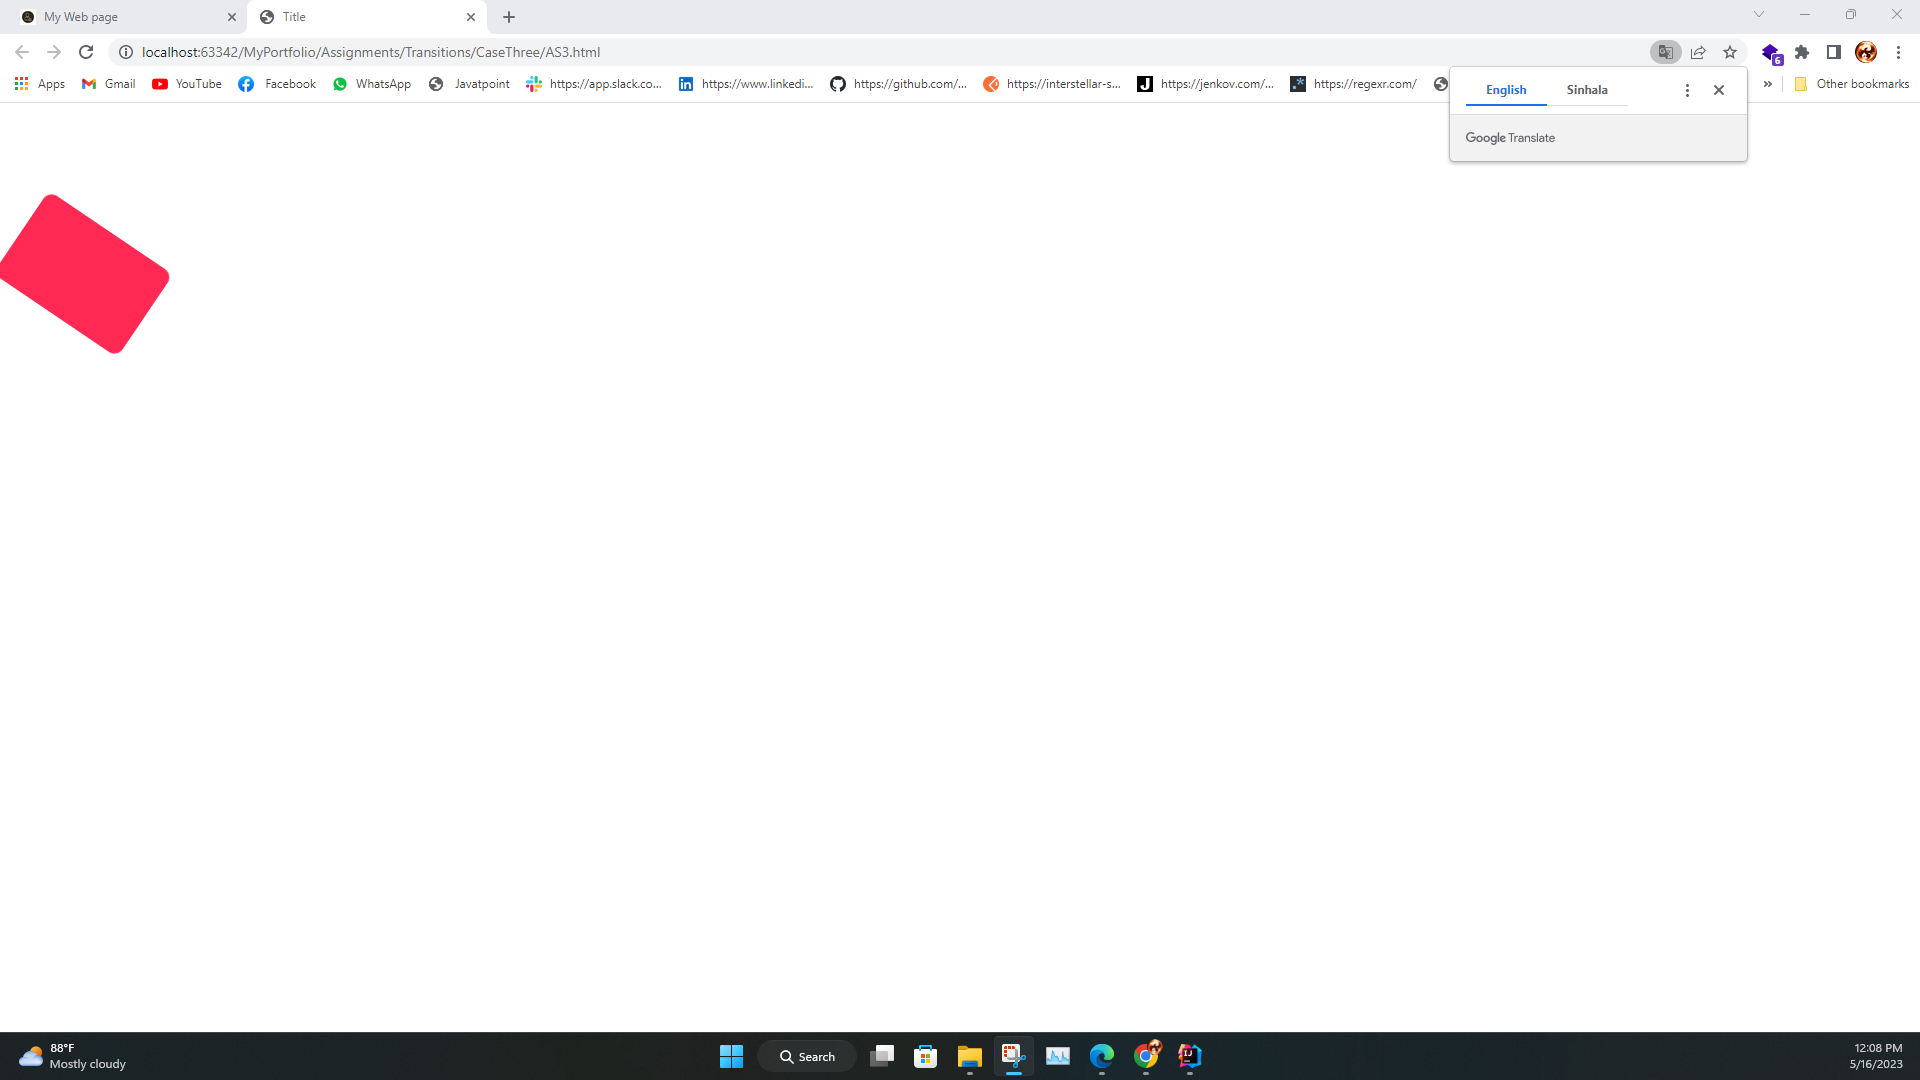 My Web page
Title
localhost:63342/MyPortfolio/Assignments/Transitions/CaseThree/AS3.html
6
Apps
Gmail
YouTube
Facebook
WhatsApp
Javatpoint
https://app.slack.co...
https://www.linkedi...
https://github.com/...
https://interstellar-s...
https://jenkov.com/...
https://regexr.com/
» Other bookmarks
English Sinhala
Google Translate
88°F
Mostly cloudy
Search
12:08 PM
5/16/2023